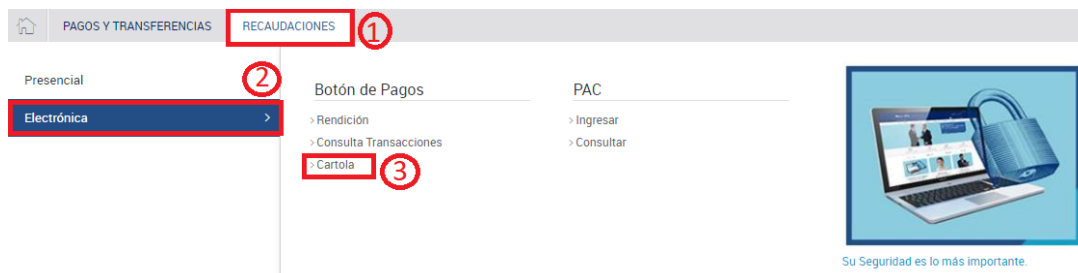 PAGOS Y TRANSFERENCIAS RECAUDACIONES 1
Presencial 2
Electrónica >
Botón de Pagos
> Rendición
> Consulta Transacciones
> Cartola 3
PAC
> Ingresar
> Consultar
Su Seguridad es lo más importante.